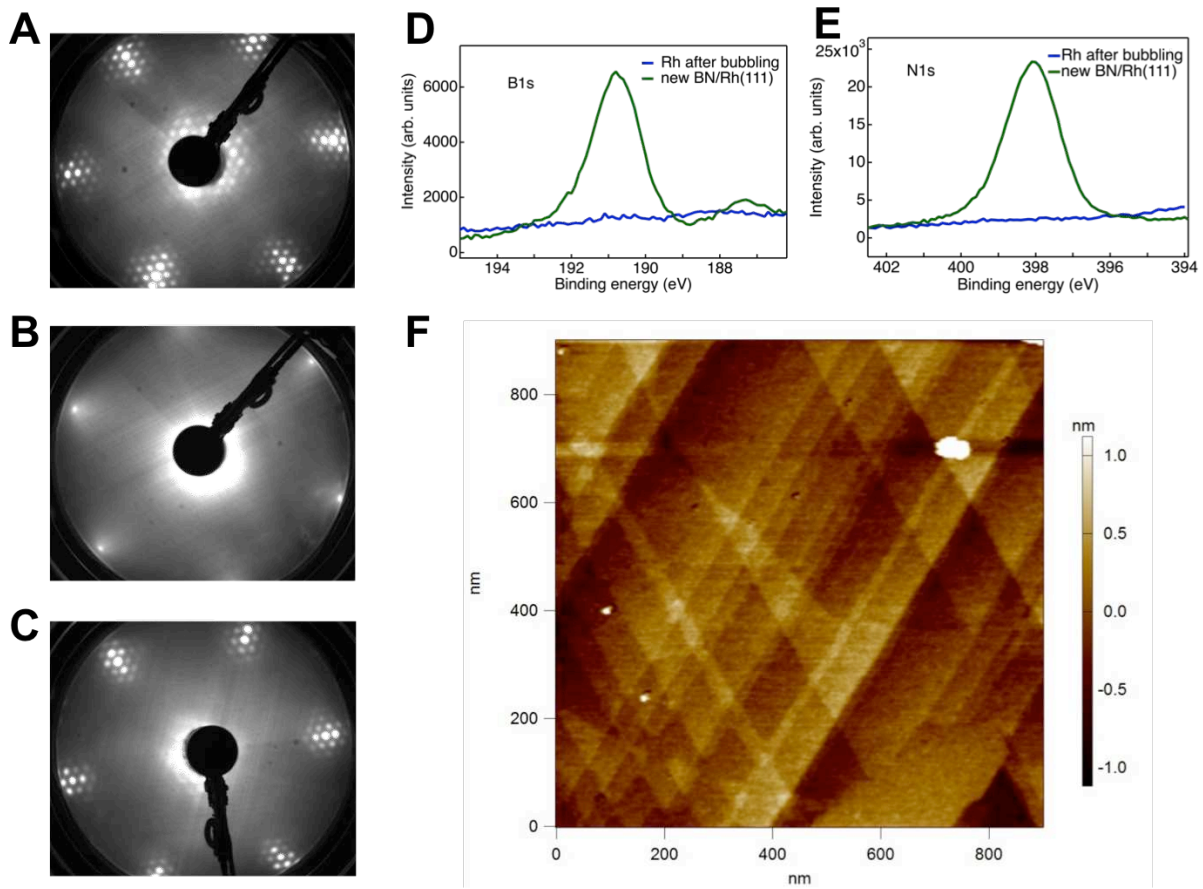 A
B
C
D
Intensity (arb. units)
6000
4000
2000
0
B1s
Rh after bubbling
new BN/Rh(111)
194
192
190
188
Binding energy (eV)
E
Intensity (arb. units)
25x10³
20
15
10
5
0
N1s
Rh after bubbling
new BN/Rh(111)
402
400
398
396
394
Binding energy (eV)
F
nm
800
600
400
200
0
0
200
400
600
800
nm
nm
1.0
0.5
0.0
-0.5
-1.0